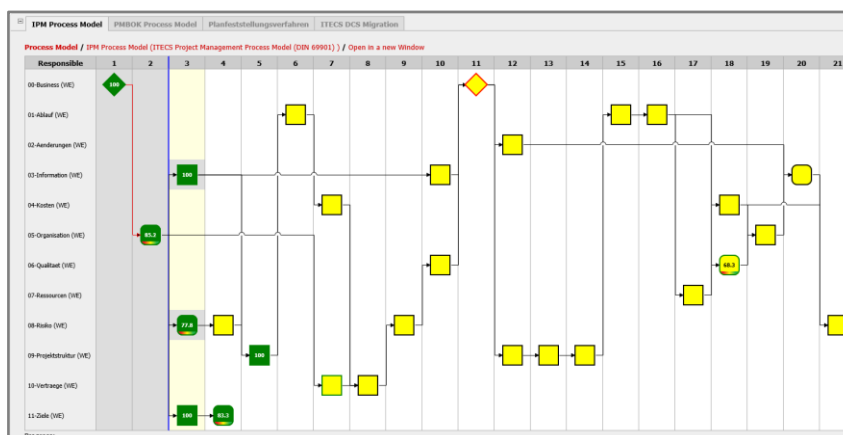 IPM Process Model PMBOK Process Model Planfeststellungsverfahren ITECS DCS Migration
Process Model / IPM Process Model (ITECS Project Management Process Model (DIN 69901) ) / Open in a new Window
Responsible 1 2 3 4 5 6 7 8 9 10 11 12 13 14 15 16 17 18 19 20 21
00-Business (WE) 100
01-Ablauf (WE)
02-Aenderungen (WE)
03-Information (WE) 100
04-Kosten (WE)
05-Organisation (WE) 85.2
06-Qualitaet (WE) 68.3
07-Ressourcen (WE)
08-Risiko (WE) 77.8
09-Projektstruktur (WE) 100
10-Vertraege (WE)
11-Ziele (WE) 100 83.3